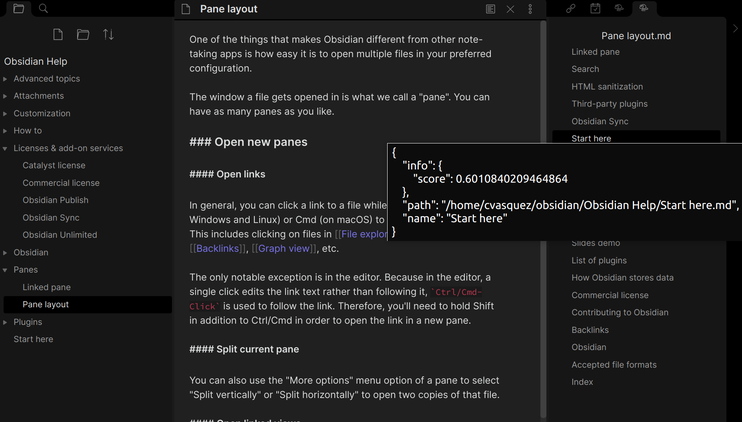 Pane layout
Obsidian Help
Advanced topics
Attachments
Customization
How to
Licenses & add-on services
Catalyst license
Commercial license
Obsidian Publish
Obsidian Sync
Obsidian Unlimited
Obsidian
Panes
Linked pane
Pane layout
Plugins
Start here
One of the things that makes Obsidian different from other note-
taking apps is how easy it is to open multiple files in your preferred
configuration.
The window a file gets opened in is what we call a "pane". You can
have as many panes as you like.
### Open new panes
#### Open links
In general, you can click a link to a file while
Windows and Linux) or Cmd (on macOS) to
This includes clicking on files in [[File explor
[[Backlinks]], [[Graph view]], etc.
The only notable exception is in the editor. Because in the editor, a
single click edits the link text rather than following it, `Ctrl/Cmd-
Click` is used to follow the link. Therefore, you'll need to hold Shift
in addition to Ctrl/Cmd in order to open the link in a new pane.
#### Split current pane
You can also use the "More options" menu option of a pane to select
"Split vertically" or "Split horizontally" to open two copies of that file.
#### Open linked views
Pane layout.md
Linked pane
Search
HTML sanitization
Third-party plugins
Obsidian Sync
Start here
{
"info": {
"score": 0.6010840209464864
},
"path": "/home/cvasquez/obsidian/Obsidian Help/Start here.md",
"name": "Start here"
}
Slides demo
List of plugins
How Obsidian stores data
Commercial license
Contributing to Obsidian
Backlinks
Obsidian
Accepted file formats
Index